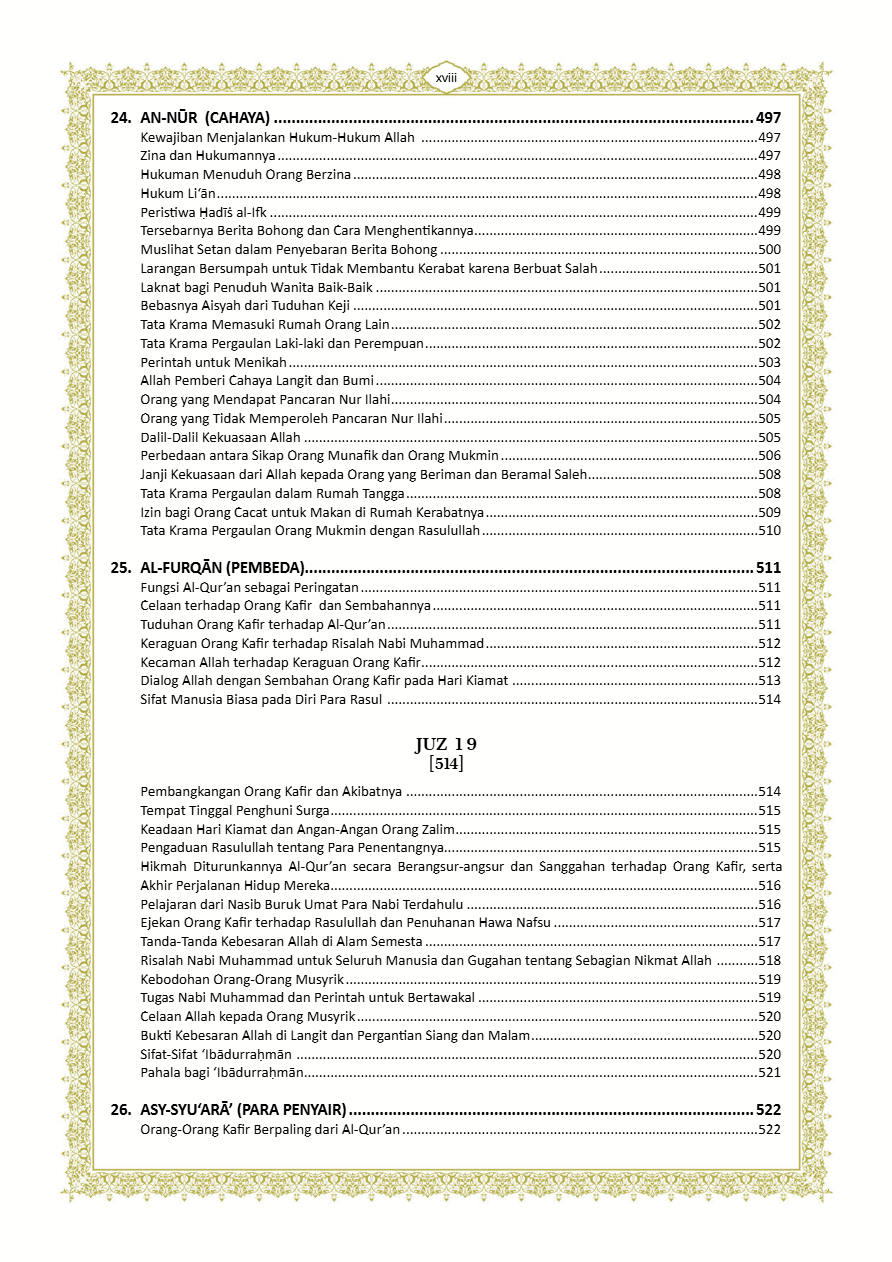 xviii
24. AN-NŪR (CAHAYA) ........ 497
Kewajiban Menjalankan Hukum-Hukum Allah ........ 497
Zina dan Hukumannya ........ 497
Hukuman Menuduh Orang Berzina ........ 498
Hukum Li‘ān ........ 498
Peristiwa Ḥadīṡ al-Ifk ........ 499
Tersebarnya Berita Bohong dan Cara Menghentikannya ........ 499
Muslihat Setan dalam Penyebaran Berita Bohong ........ 500
Larangan Bersumpah untuk Tidak Membantu Kerabat karena Berbuat Salah ........ 501
Laknat bagi Penuduh Wanita Baik-Baik ........ 501
Bebasnya Aisyah dari Tuduhan Keji ........ 501
Tata Krama Memasuki Rumah Orang Lain ........ 502
Tata Krama Pergaulan Laki-laki dan Perempuan ........ 502
Perintah untuk Menikah ........ 503
Allah Pemberi Cahaya Langit dan Bumi ........ 504
Orang yang Mendapat Pancaran Nur Ilahi ........ 504
Orang yang Tidak Memperoleh Pancaran Nur Ilahi ........ 505
Dalil-Dalil Kekuasaan Allah ........ 505
Perbedaan antara Sikap Orang Munafik dan Orang Mukmin ........ 506
Janji Kekuasaan dari Allah kepada Orang yang Beriman dan Beramal Saleh ........ 508
Tata Krama Pergaulan dalam Rumah Tangga ........ 508
Izin bagi Orang Cacat untuk Makan di Rumah Kerabatnya ........ 509
Tata Krama Pergaulan Orang Mukmin dengan Rasulullah ........ 510
25. AL-FURQĀN (PEMBEDA) ........ 511
Fungsi Al-Qur’an sebagai Peringatan ........ 511
Celaan terhadap Orang Kafir dan Sembahannya ........ 511
Tuduhan Orang Kafir terhadap Al-Qur’an ........ 511
Keraguan Orang Kafir terhadap Risalah Nabi Muhammad ........ 512
Kecaman Allah terhadap Keraguan Orang Kafir ........ 512
Dialog Allah dengan Sembahan Orang Kafir pada Hari Kiamat ........ 513
Sifat Manusia Biasa pada Diri Para Rasul ........ 514
JUZ 19
[514]
Pembangkangan Orang Kafir dan Akibatnya ........ 514
Tempat Tinggal Penghuni Surga ........ 515
Keadaan Hari Kiamat dan Angan-Angan Orang Zalim ........ 515
Pengaduan Rasulullah tentang Para Penentangnya ........ 515
Hikmah Diturunkannya Al-Qur’an secara Berangsur-angsur dan Sanggahan terhadap Orang Kafir, serta
Akhir Perjalanan Hidup Mereka ........ 516
Pelajaran dari Nasib Buruk Umat Para Nabi Terdahulu ........ 516
Ejekan Orang Kafir terhadap Rasulullah dan Penuhanan Hawa Nafsu ........ 517
Tanda-Tanda Kebesaran Allah di Alam Semesta ........ 517
Risalah Nabi Muhammad untuk Seluruh Manusia dan Gugahan tentang Sebagian Nikmat Allah ........ 518
Kebodohan Orang-Orang Musyrik ........ 519
Tugas Nabi Muhammad dan Perintah untuk Bertawakal ........ 519
Celaan Allah kepada Orang Musyrik ........ 520
Bukti Kebesaran Allah di Langit dan Pergantian Siang dan Malam ........ 520
Sifat-Sifat ‘Ibādurraḥmān ........ 520
Pahala bagi ‘Ibādurraḥmān ........ 521
26. ASY-SYU‘ARĀ’ (PARA PENYAIR) ........ 522
Orang-Orang Kafir Berpaling dari Al-Qur’an ........ 522